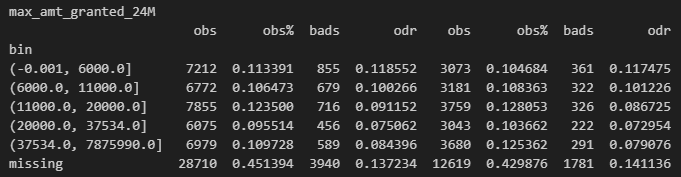 max_amt_granted_24M
obs obs% bads odr obs obs% bads odr
bin
(-0.001, 6000.0] 7212 0.113391 855 0.118552 3073 0.104684 361 0.117475
(6000.0, 11000.0] 6772 0.106473 679 0.100266 3181 0.108363 322 0.101226
(11000.0, 20000.0] 7855 0.123500 716 0.091152 3759 0.128053 326 0.086725
(20000.0, 37534.0] 6075 0.095514 456 0.075062 3043 0.103662 222 0.072954
(37534.0, 7875990.0] 6979 0.109728 589 0.084396 3680 0.125362 291 0.079076
missing 28710 0.451394 3940 0.137234 12619 0.429876 1781 0.141136